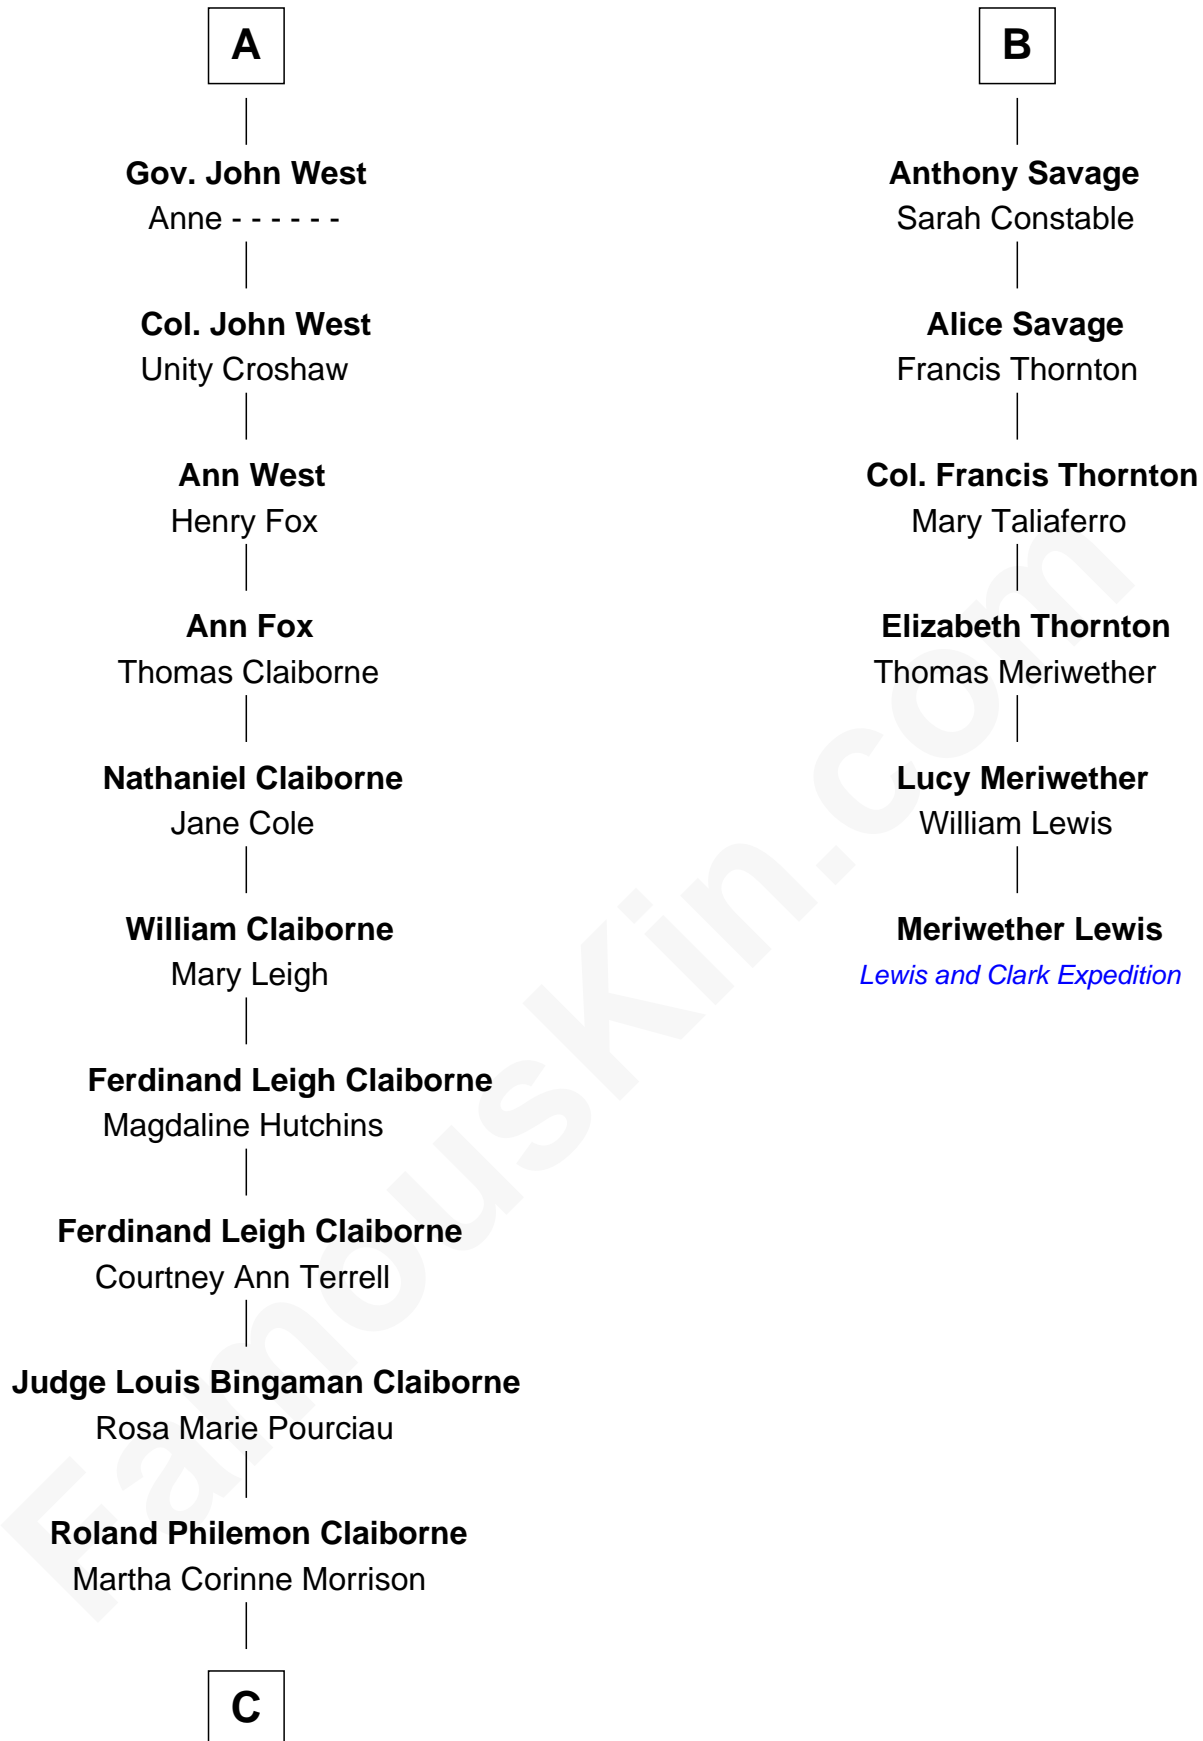 A
Gov. John West
Anne - - - - - -
Col. John West
Unity Croshaw
Ann West
Henry Fox
Ann Fox
Thomas Claiborne
Nathaniel Claiborne
Jane Cole
William Claiborne
Mary Leigh
Ferdinand Leigh Claiborne
Magdaline Hutchins
Ferdinand Leigh Claiborne
Courtney Ann Terrell
Judge Louis Bingaman Claiborne
Rosa Marie Pourciau
Roland Philemon Claiborne
Martha Corinne Morrison
C
B
Anthony Savage
Sarah Constable
Alice Savage
Francis Thornton
Col. Francis Thornton
Mary Taliaferro
Elizabeth Thornton
Thomas Meriwether
Lucy Meriwether
William Lewis
Meriwether Lewis
Lewis and Clark Expedition
FamousKin.com